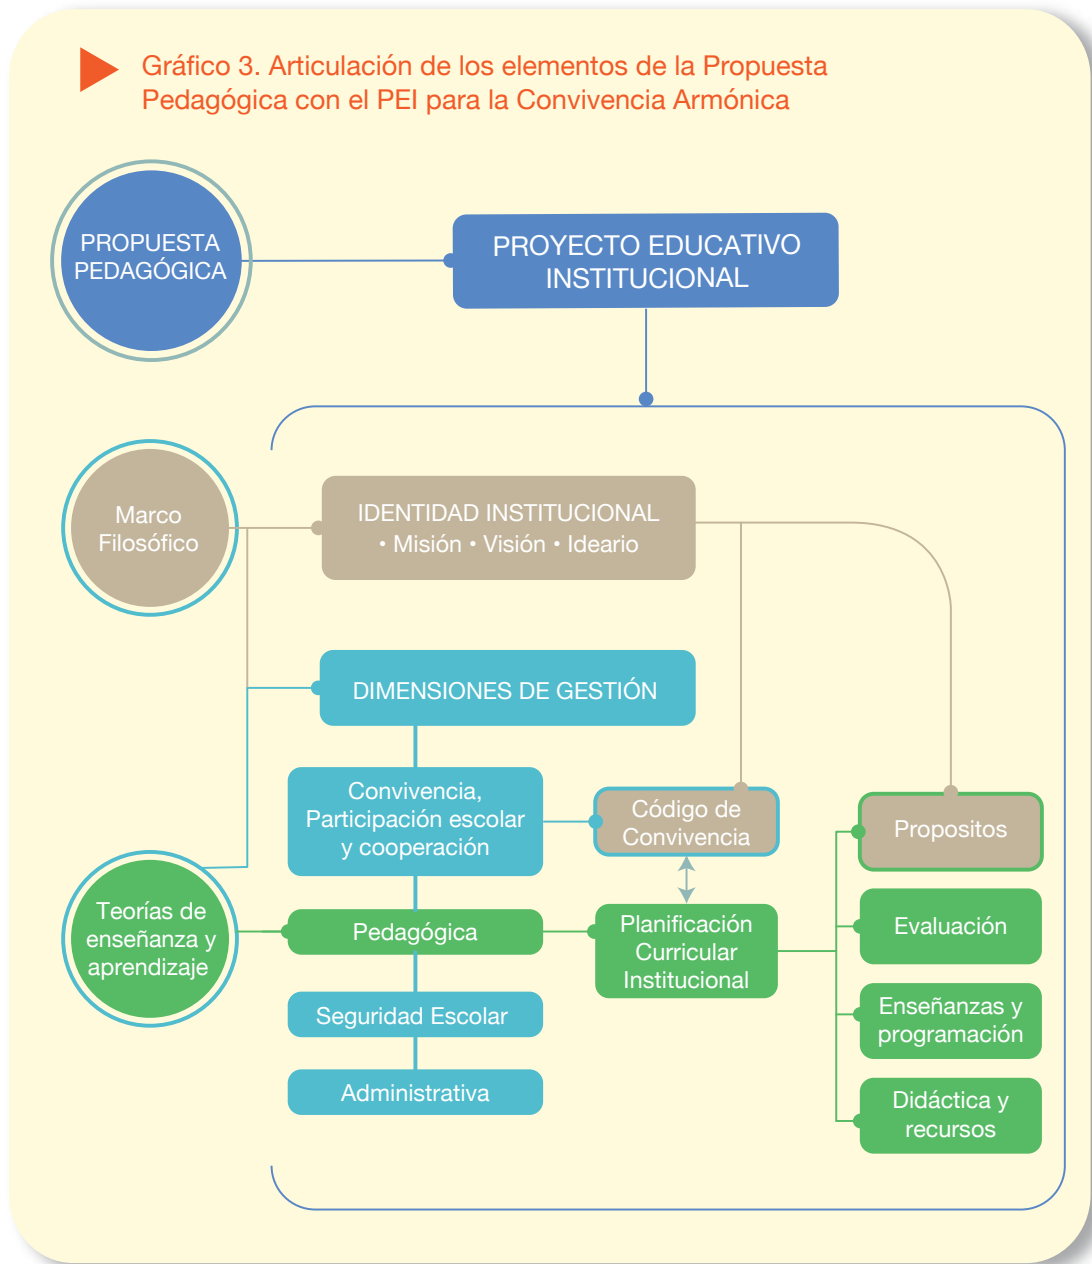 Gráfico 3. Articulación de los elementos de la Propuesta
Pedagógica con el PEI para la Convivencia Armónica
PROPUESTA
PEDAGÓGICA
PROYECTO EDUCATIVO
INSTITUCIONAL
Marco
Filosófico
IDENTIDAD INSTITUCIONAL
• Misión • Visión • Ideario
DIMENSIONES DE GESTIÓN
Convivencia,
Participación escolar
y cooperación
Código de
Convivencia
Propositos
Teorías de
enseñanza y
aprendizaje
Pedagógica
Planificación
Curricular
Institucional
Evaluación
Seguridad Escolar
Enseñanzas y
programación
Administrativa
Didáctica y
recursos